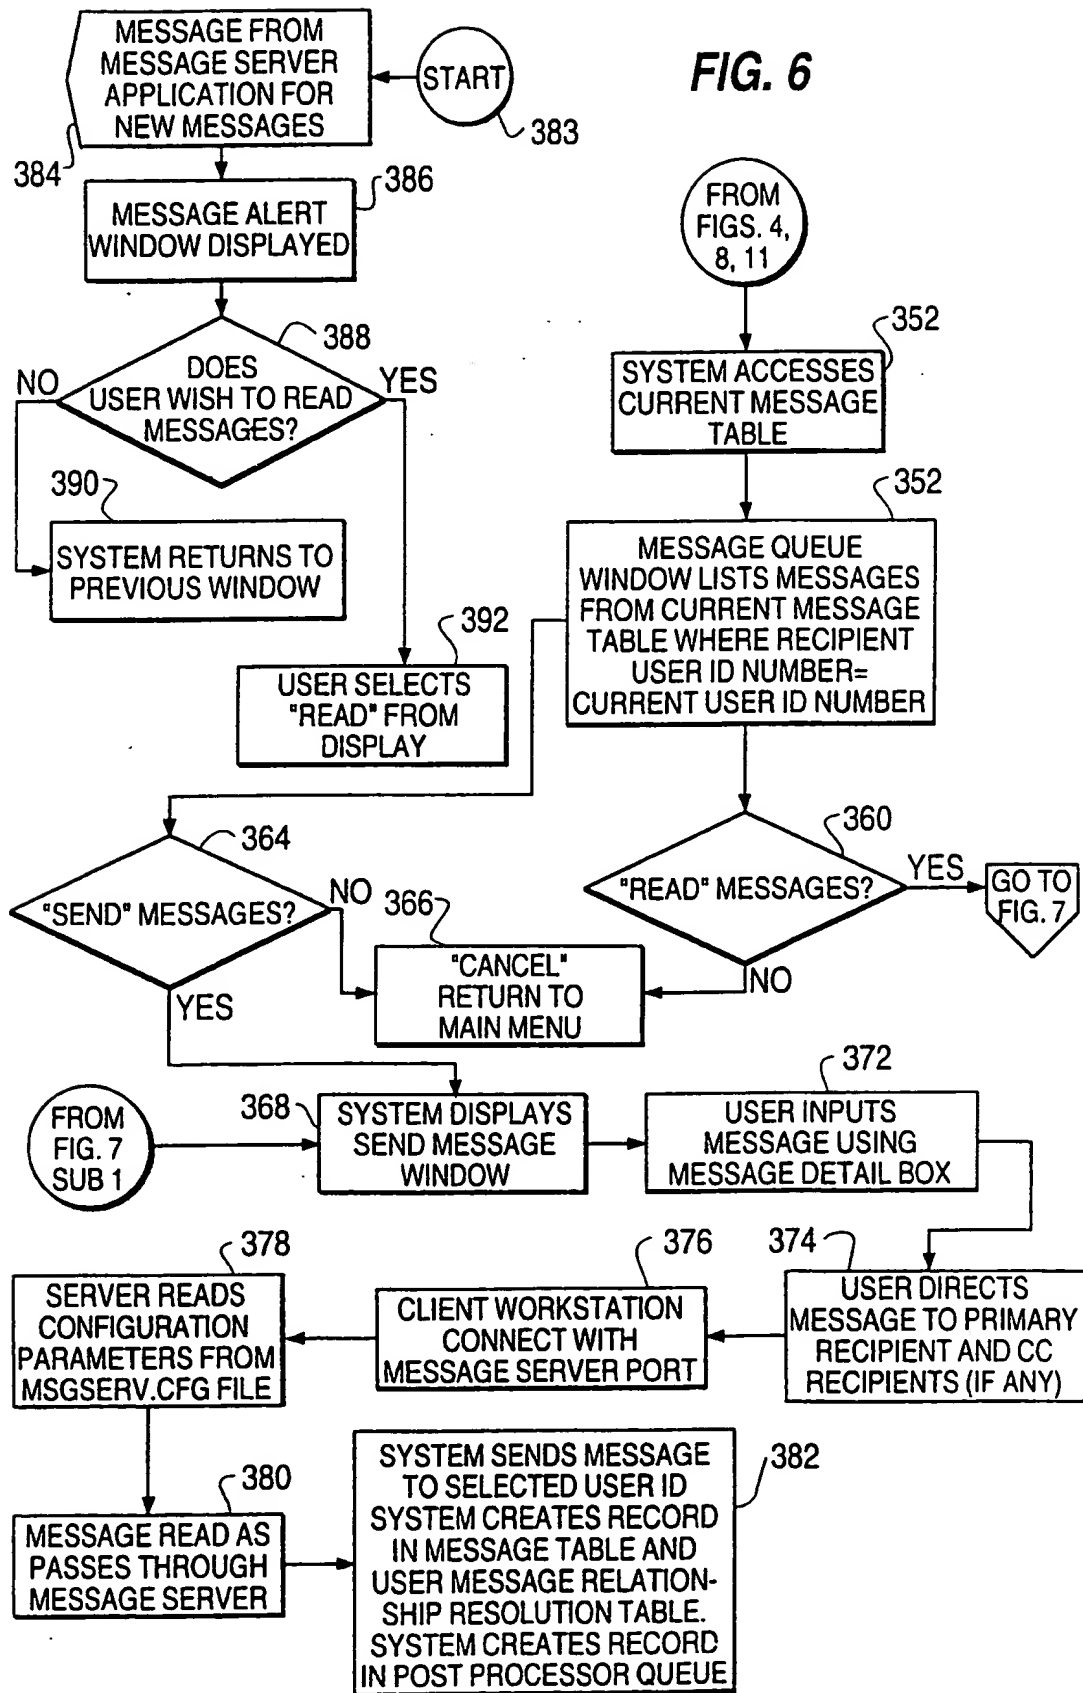 FIG. 6
MESSAGE FROM
MESSAGE SERVER
APPLICATION FOR
NEW MESSAGES
START
383
384
386
MESSAGE ALERT
WINDOW DISPLAYED
388
DOES
USER WISH TO READ
MESSAGES?
NO
YES
390
SYSTEM RETURNS TO
PREVIOUS WINDOW
392
USER SELECTS
"READ" FROM
DISPLAY
FROM
FIGS. 4,
8, 11
352
SYSTEM ACCESSES
CURRENT MESSAGE
TABLE
352
MESSAGE QUEUE
WINDOW LISTS MESSAGES
FROM CURRENT MESSAGE
TABLE WHERE RECIPIENT
USER ID NUMBER=
CURRENT USER ID NUMBER
364
"SEND" MESSAGES?
NO
YES
360
"READ" MESSAGES?
YES
NO
GO TO
FIG. 7
366
"CANCEL"
RETURN TO
MAIN MENU
FROM
FIG. 7
SUB 1
368
SYSTEM DISPLAYS
SEND MESSAGE
WINDOW
372
USER INPUTS
MESSAGE USING
MESSAGE DETAIL BOX
374
USER DIRECTS
MESSAGE TO PRIMARY
RECIPIENT AND CC
RECIPIENTS (IF ANY)
376
CLIENT WORKSTATION
CONNECT WITH
MESSAGE SERVER PORT
378
SERVER READS
CONFIGURATION
PARAMETERS FROM
MSGSERV.CFG FILE
380
MESSAGE READ AS
PASSES THROUGH
MESSAGE SERVER
382
SYSTEM SENDS MESSAGE
TO SELECTED USER ID
SYSTEM CREATES RECORD
IN MESSAGE TABLE AND
USER MESSAGE RELATION-
SHIP RESOLUTION TABLE.
SYSTEM CREATES RECORD
IN POST PROCESSOR QUEUE